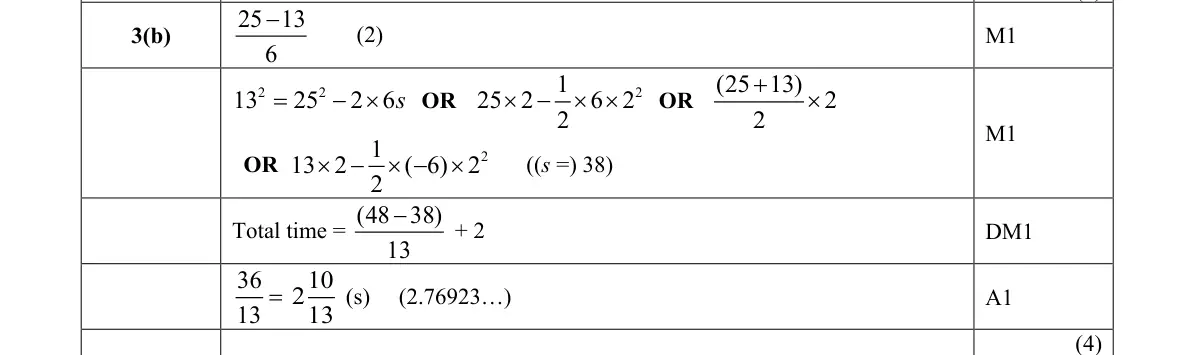 3(b) (25 − 13)/6 (2) M1
13² = 25² − 2 × 6s OR 25 × 2 − 1/2 × 6 × 2² OR (25 + 13)/2 × 2
M1
OR 13 × 2 − 1/2 × (−6) × 2² ((s =) 38)
Total time = (48 − 38)/13 + 2 DM1
36/13 = 2 10/13 (s) (2.76923…) A1
(4)